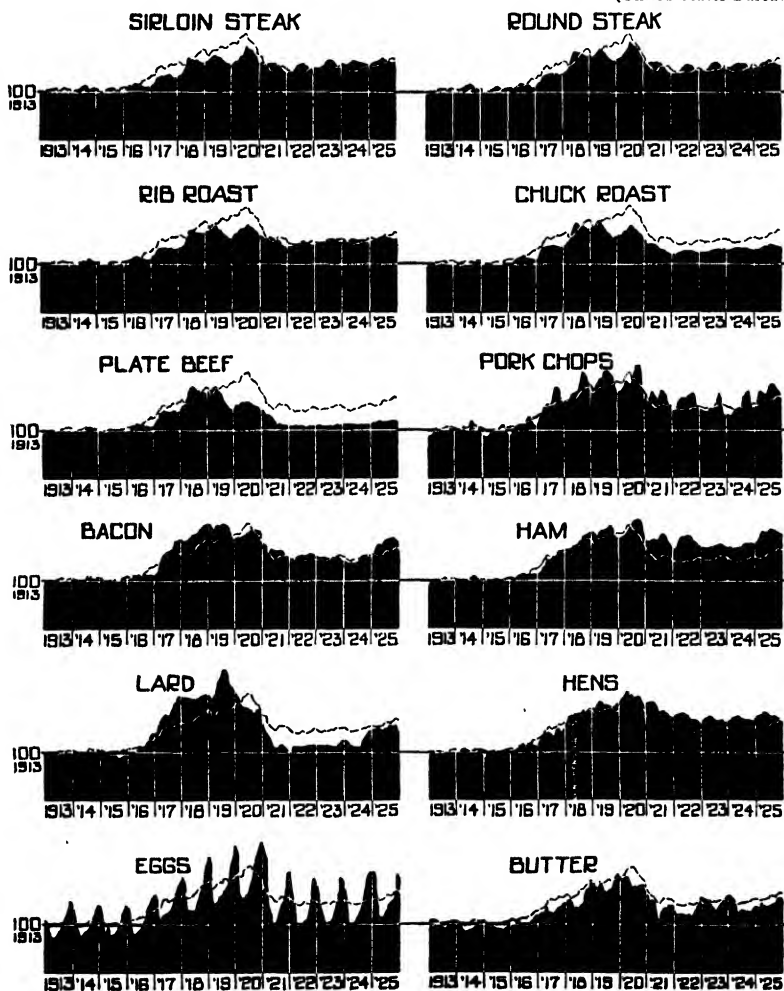 SIRLOIN STEAK ROUND STEAK
100
1913
1913 '14 '15 '16 '17 '18 '19 '20 '21 '22 '23 '24 '25 1913 '14 '15 '16 '17 '18 '19 '20 '21 '22 '23 '24 '25
RIB ROAST CHUCK ROAST
100
1913
1913 '14 '15 '16 '17 '18 '19 '20 '21 '22 '23 '24 '25 1913 '14 '15 '16 '17 '18 '19 '20 '21 '22 '23 '24 '25
PLATE BEEF PORK CHOPS
100
1913
1913 '14 '15 '16 '17 '18 '19 '20 '21 '22 '23 '24 '25 1913 '14 '15 '16 '17 '18 '19 '20 '21 '22 '23 '24 '25
BACON HAM
100
1913
1913 '14 '15 '16 '17 '18 '19 '20 '21 '22 '23 '24 '25 1913 '14 '15 '16 '17 '18 '19 '20 '21 '22 '23 '24 '25
LARD HENS
100
1913
1913 '14 '15 '16 '17 '18 '19 '20 '21 '22 '23 '24 '25 1913 '14 '15 '16 '17 '18 '19 '20 '21 '22 '23 '24 '25
EGGS BUTTER
100
1913
1913 '14 '15 '16 '17 '18 '19 '20 '21 '22 '23 '24 '25 1913 '14 '15 '16 '17 '18 '19 '20 '21 '22 '23 '24 '25